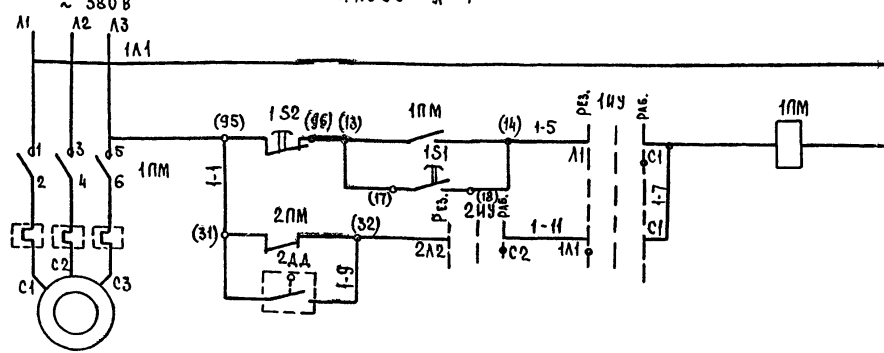 ~ 380 В
Л1 Л2 Л3
1Л1
(95) 1S2 (96) (13) 1ПМ (14) 1-5 РЕЗ. 1ИУ РАБ. 1ПМ
1 3 5 1ПМ
2 4 6
1-1
1S1
Л1 С1
(17) (18)
1-7
РЕЗ. 2ИУ РАБ.
(31) 2ПМ (32) 2Л2 С2 1-11 1Л1 С1
2ДД
1-9
С1 С2 С3